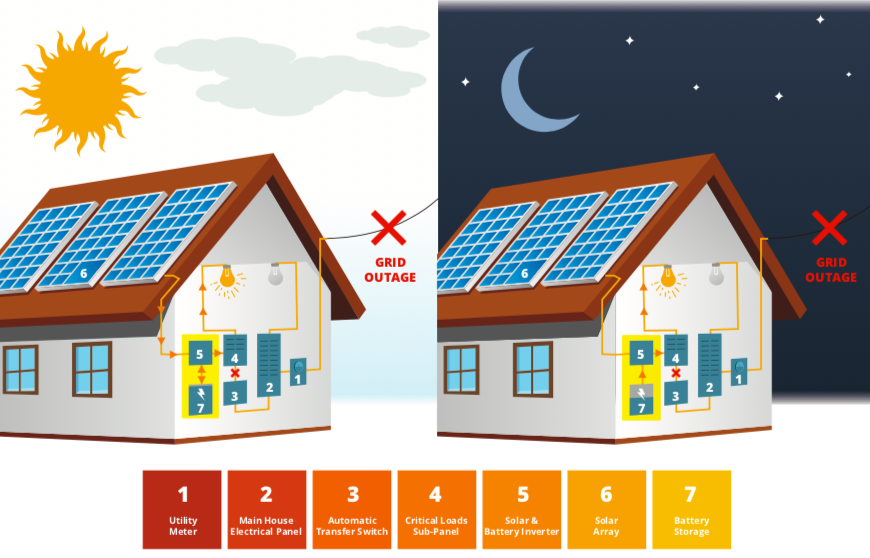 GRID
OUTAGE
GRID
OUTAGE
6
5
4
7
3
2
1
6
5
4
7
3
2
1
1
Utility
Meter
2
Main House
Electrical Panel
3
Automatic
Transfer Switch
4
Critical Loads
Sub-Panel
5
Solar &
Battery Inverter
6
Solar
Array
7
Battery
Storage